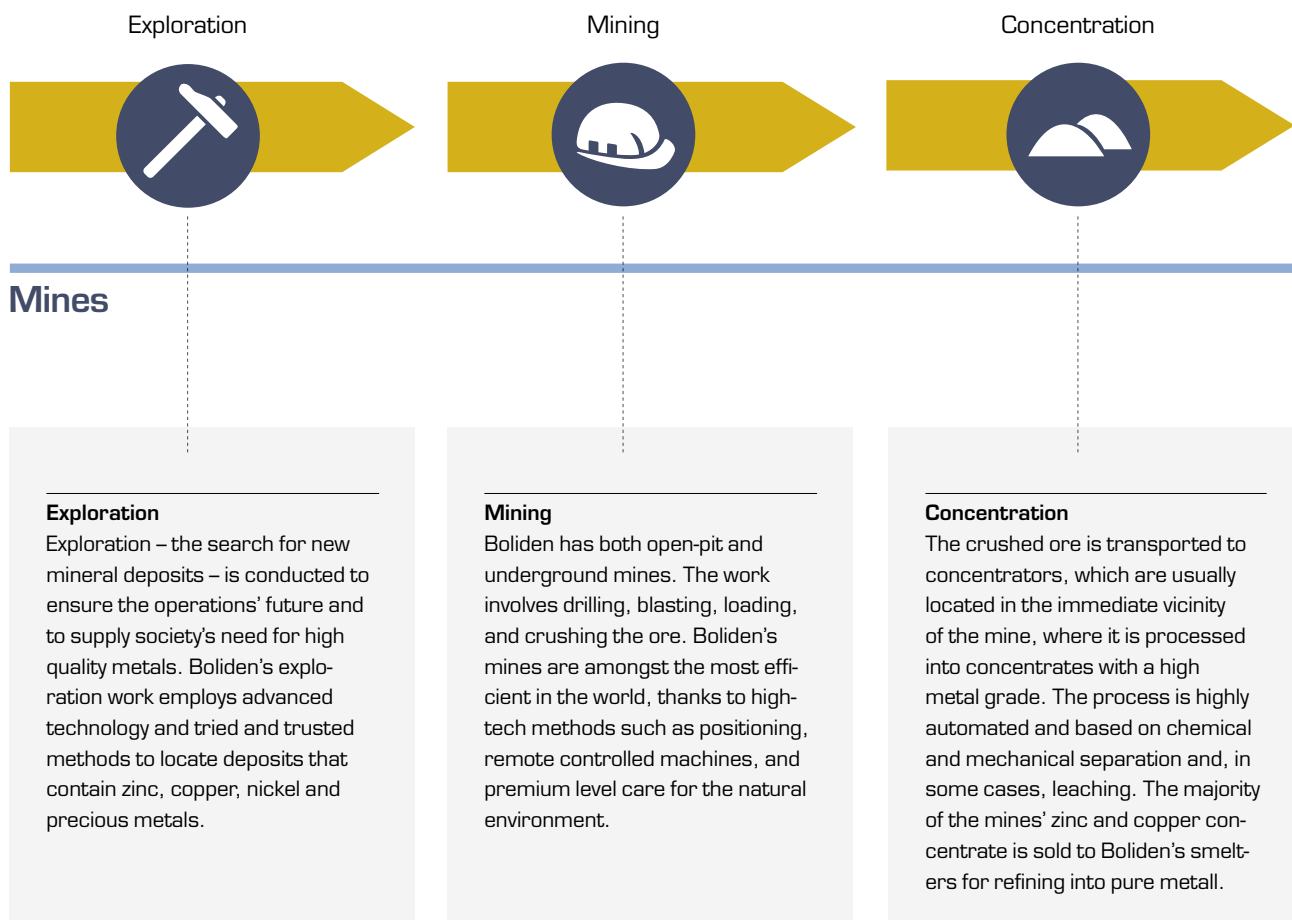 Exploration
Mining
Concentration
Mines
Exploration
Exploration – the search for new
mineral deposits – is conducted to
ensure the operations’ future and
to supply society’s need for high
quality metals. Boliden’s explo-
ration work employs advanced
technology and tried and trusted
methods to locate deposits that
contain zinc, copper, nickel and
precious metals.
Mining
Boliden has both open-pit and
underground mines. The work
involves drilling, blasting, loading,
and crushing the ore. Boliden’s
mines are amongst the most effi-
cient in the world, thanks to high-
tech methods such as positioning,
remote controlled machines, and
premium level care for the natural
environment.
Concentration
The crushed ore is transported to
concentrators, which are usually
located in the immediate vicinity
of the mine, where it is processed
into concentrates with a high
metal grade. The process is highly
automated and based on chemical
and mechanical separation and, in
some cases, leaching. The majority
of the mines’ zinc and copper con-
centrate is sold to Boliden’s smelt-
ers for refining into pure metall.